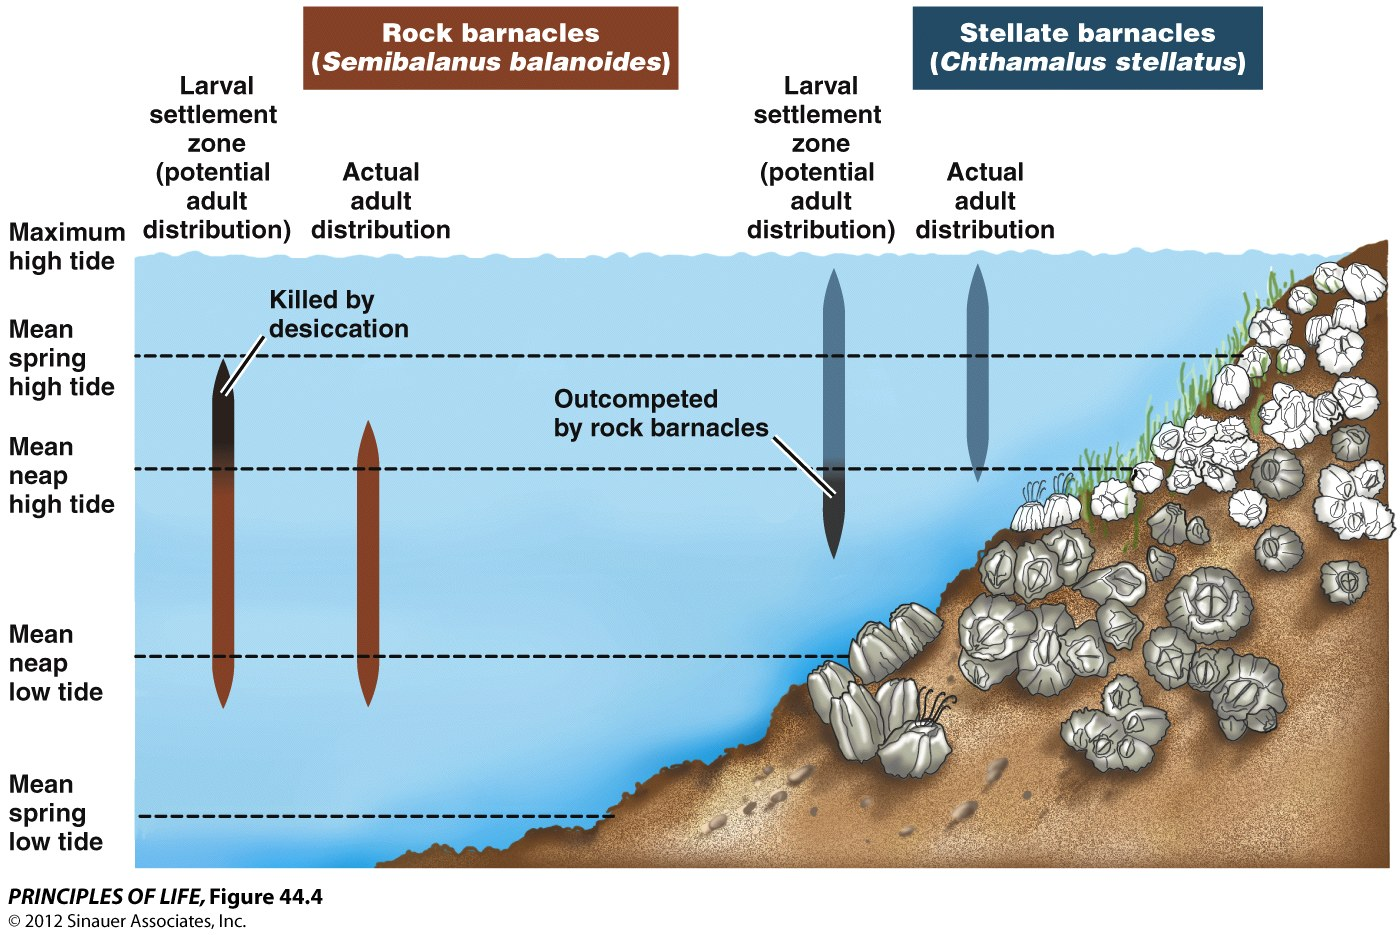 Rock barnacles
(Semibalanus balanoides)
Stellate barnacles
(Chthamalus stellatus)
Larval
settlement
zone
(potential
adult
distribution)
Actual
adult
distribution
Larval
settlement
zone
(potential
adult
distribution)
Actual
adult
distribution
Maximum
high tide
Killed by
desiccation
Mean
spring
high tide
Outcompeted
by rock barnacles
Mean
neap
high tide
Mean
neap
low tide
Mean
spring
low tide
PRINCIPLES OF LIFE, Figure 44.4
© 2012 Sinauer Associates, Inc.